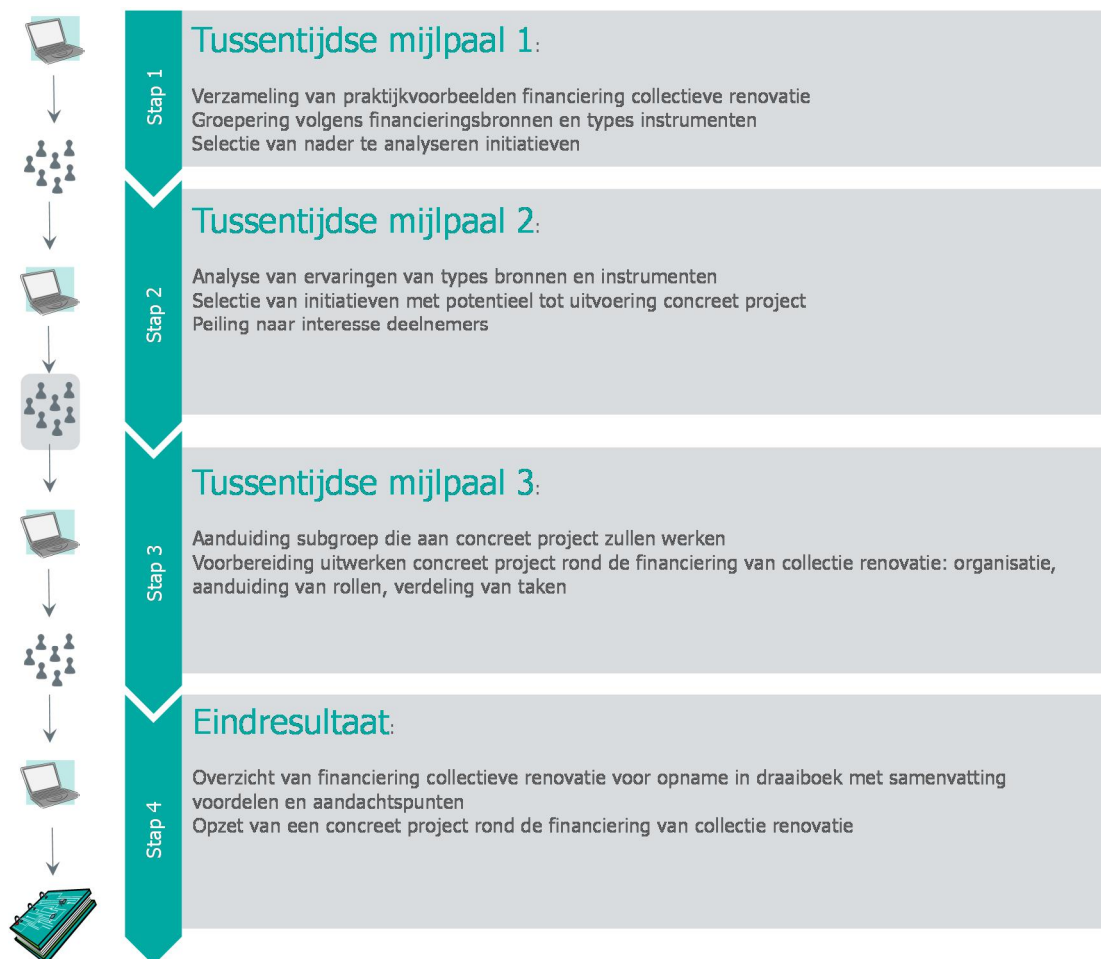 Stap 1
Tussentijdse mijlpaal 1:
Verzameling van praktijkvoorbeelden financiering collectieve renovatie
Groepering volgens financieringsbronnen en types instrumenten
Selectie van nader te analyseren initiatieven
Stap 2
Tussentijdse mijlpaal 2:
Analyse van ervaringen van types bronnen en instrumenten
Selectie van initiatieven met potentieel tot uitvoering concreet project
Peiling naar interesse deelnemers
Stap 3
Tussentijdse mijlpaal 3:
Aanduiding subgroep die aan concreet project zullen werken
Voorbereiding uitwerken concreet project rond de financiering van collectie renovatie: organisatie,
aanduiding van rollen, verdeling van taken
Stap 4
Eindresultaat:
Overzicht van financiering collectieve renovatie voor opname in draaiboek met samenvatting
voordelen en aandachtspunten
Opzet van een concreet project rond de financiering van collectie renovatie